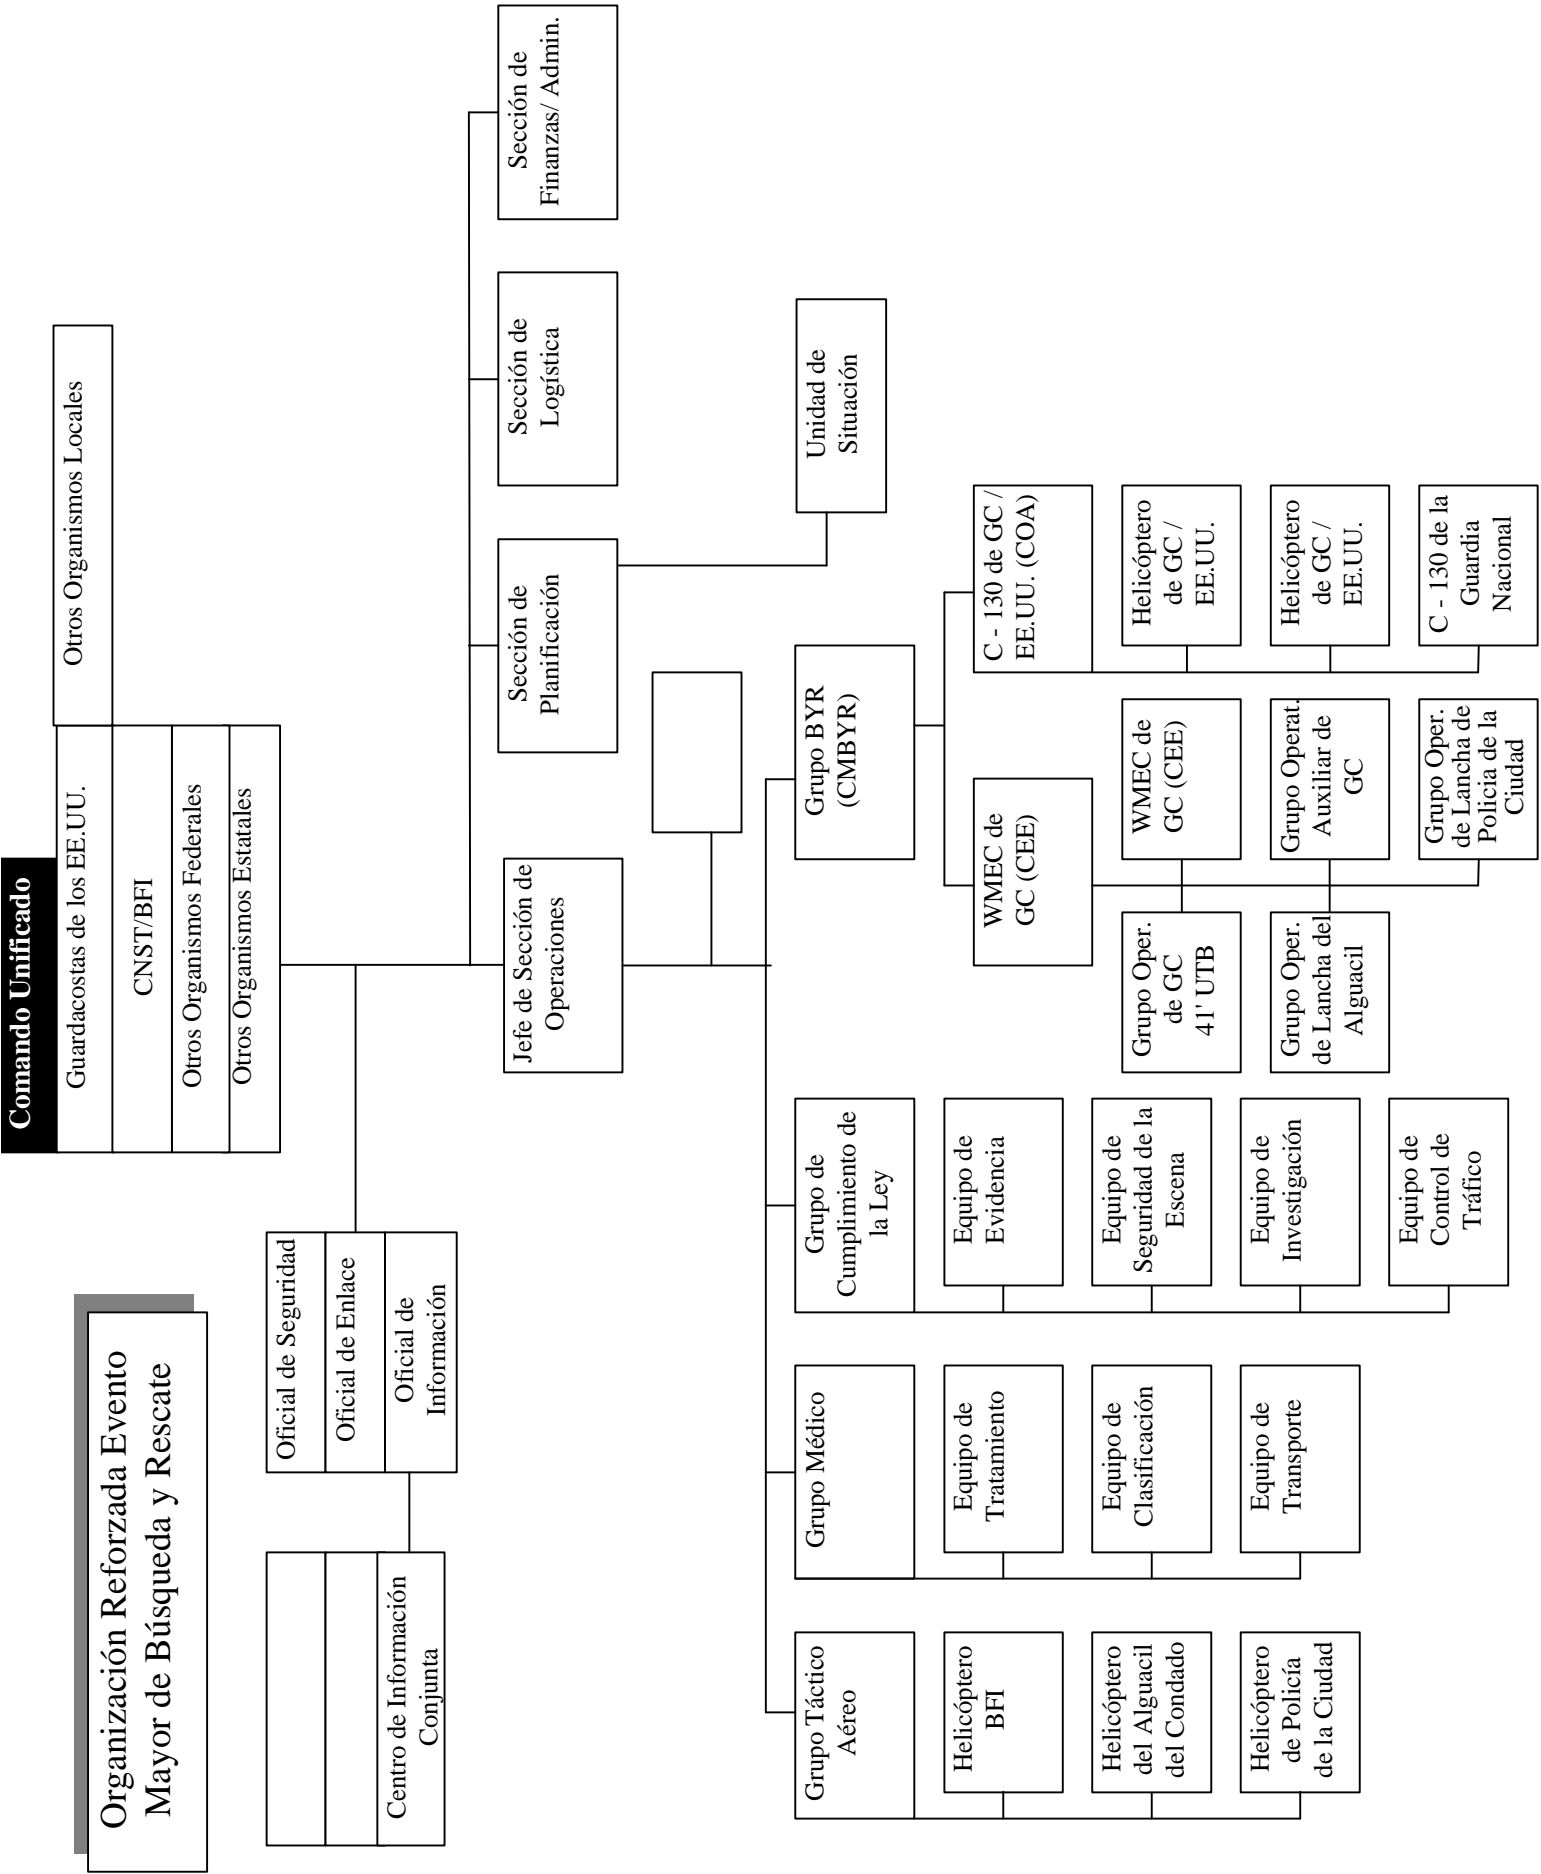 Organización Reforzada Evento
Mayor de Búsqueda y Rescate
Comando Unificado
Guardacostas de los EE.UU.
Otros Organismos Locales
CNST/BFI
Otros Organismos Federales
Otros Organismos Estatales
Oficial de Seguridad
Oficial de Enlace
Oficial de
Información
Centro de Información
Conjunta
Jefe de Sección de
Operaciones
Sección de
Planificación
Sección de
Logística
Sección de
Finanzas/ Admin.
Unidad de
Situación
Grupo Táctico
Aéreo
Helicóptero
BFI
Helicóptero
del Alguacil
del Condado
Helicóptero
de Policía
de la Ciudad
Grupo Médico
Equipo de
Tratamiento
Equipo de
Clasificación
Equipo de
Transporte
Grupo de
Cumplimiento de
la Ley
Equipo de
Evidencia
Equipo de
Seguridad de la
Escena
Equipo de
Investigación
Equipo de
Control de
Tráfico
Grupo BYR
(CMBYR)
WMEC de
GC (CEE)
Grupo Oper.
de GC
41' UTB
WMEC de
GC (CEE)
Grupo Oper.
de Lancha del
Alguacil
Grupo Operat.
Auxiliar de
GC
Grupo Oper.
de Lancha de
Policia de la
Ciudad
C - 130 de GC /
EE.UU. (COA)
Helicóptero
de GC /
EE.UU.
Helicóptero
de GC /
EE.UU.
C - 130 de la
Guardia
Nacional